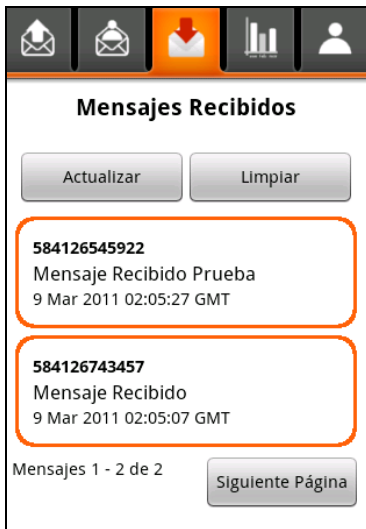 Mensajes Recibidos
Actualizar
Limpiar
584126545922
Mensaje Recibido Prueba
9 Mar 2011 02:05:27 GMT
584126743457
Mensaje Recibido
9 Mar 2011 02:05:07 GMT
Mensajes 1 - 2 de 2
Siguiente Página